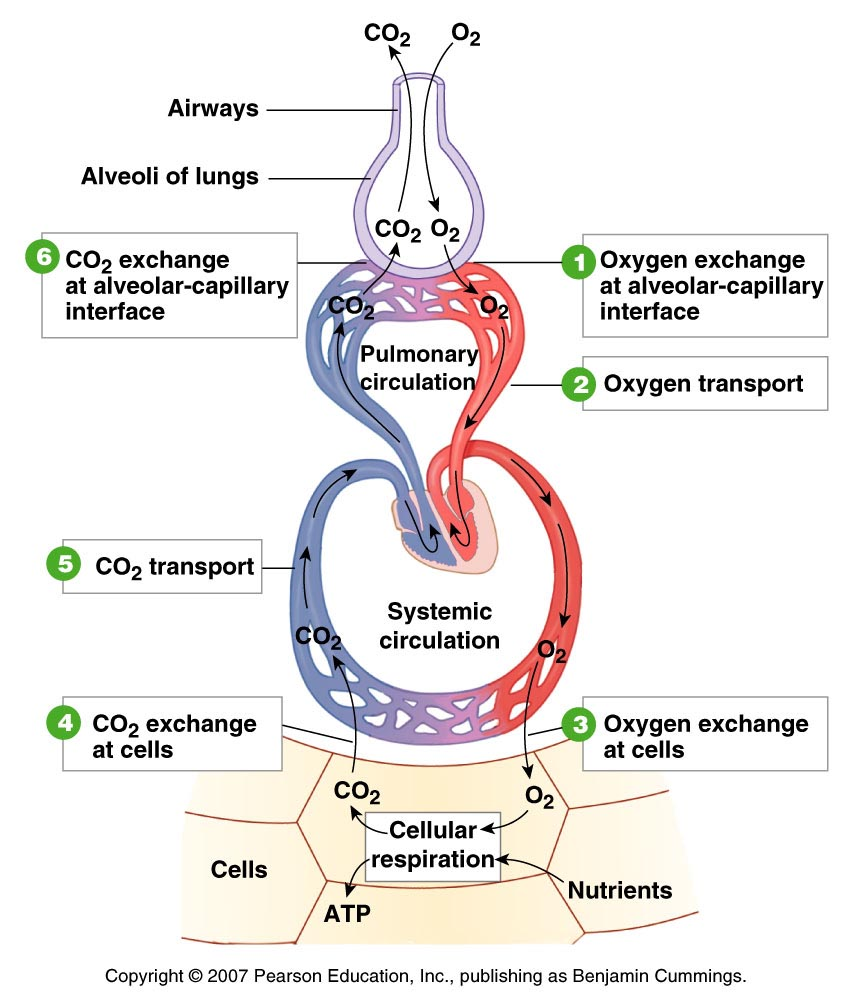 CO2
O2
Airways
Alveoli of lungs
CO2 O2
6 CO2 exchange
at alveolar-capillary
interface
1 Oxygen exchange
at alveolar-capillary
interface
CO2
O2
Pulmonary
circulation
2 Oxygen transport
5 CO2 transport
Systemic
circulation
CO2
O2
4 CO2 exchange
at cells
3 Oxygen exchange
at cells
CO2
O2
Cellular
respiration
Cells
Nutrients
ATP
Copyright © 2007 Pearson Education, Inc., publishing as Benjamin Cummings.